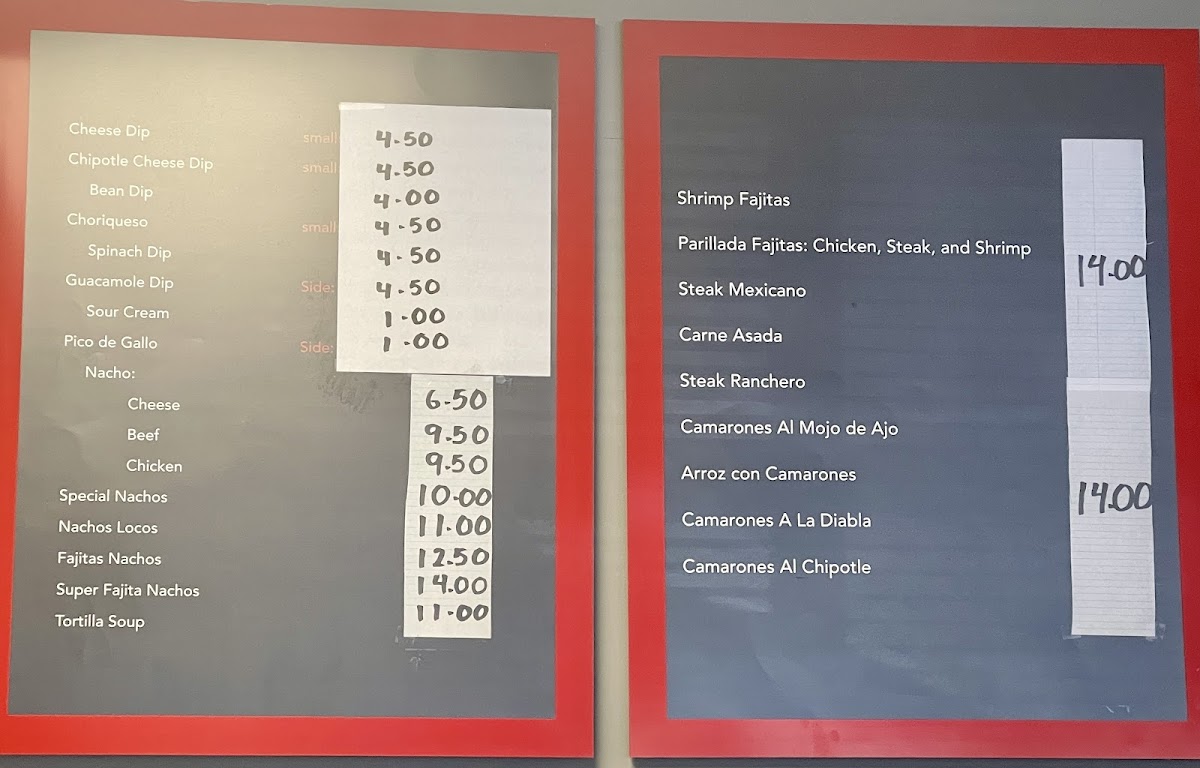 Cheese Dip small 4.50
Chipotle Cheese Dip small 4.50
Bean Dip 4.00
Choriqueso small 4.50
Spinach Dip 4.50
Guacamole Dip Side: 4.50
Sour Cream 1.00
Pico de Gallo Side: 1.00
Nacho:
Cheese 6.50
Beef 9.50
Chicken 9.50
Special Nachos 10.00
Nachos Locos 11.00
Fajitas Nachos 12.50
Super Fajita Nachos 14.00
Tortilla Soup 11.00
Shrimp Fajitas
Parillada Fajitas: Chicken, Steak, and Shrimp
14.00
Steak Mexicano
Carne Asada
Steak Ranchero
Camarones Al Mojo de Ajo
Arroz con Camarones
14.00
Camarones A La Diabla
Camarones Al Chipotle